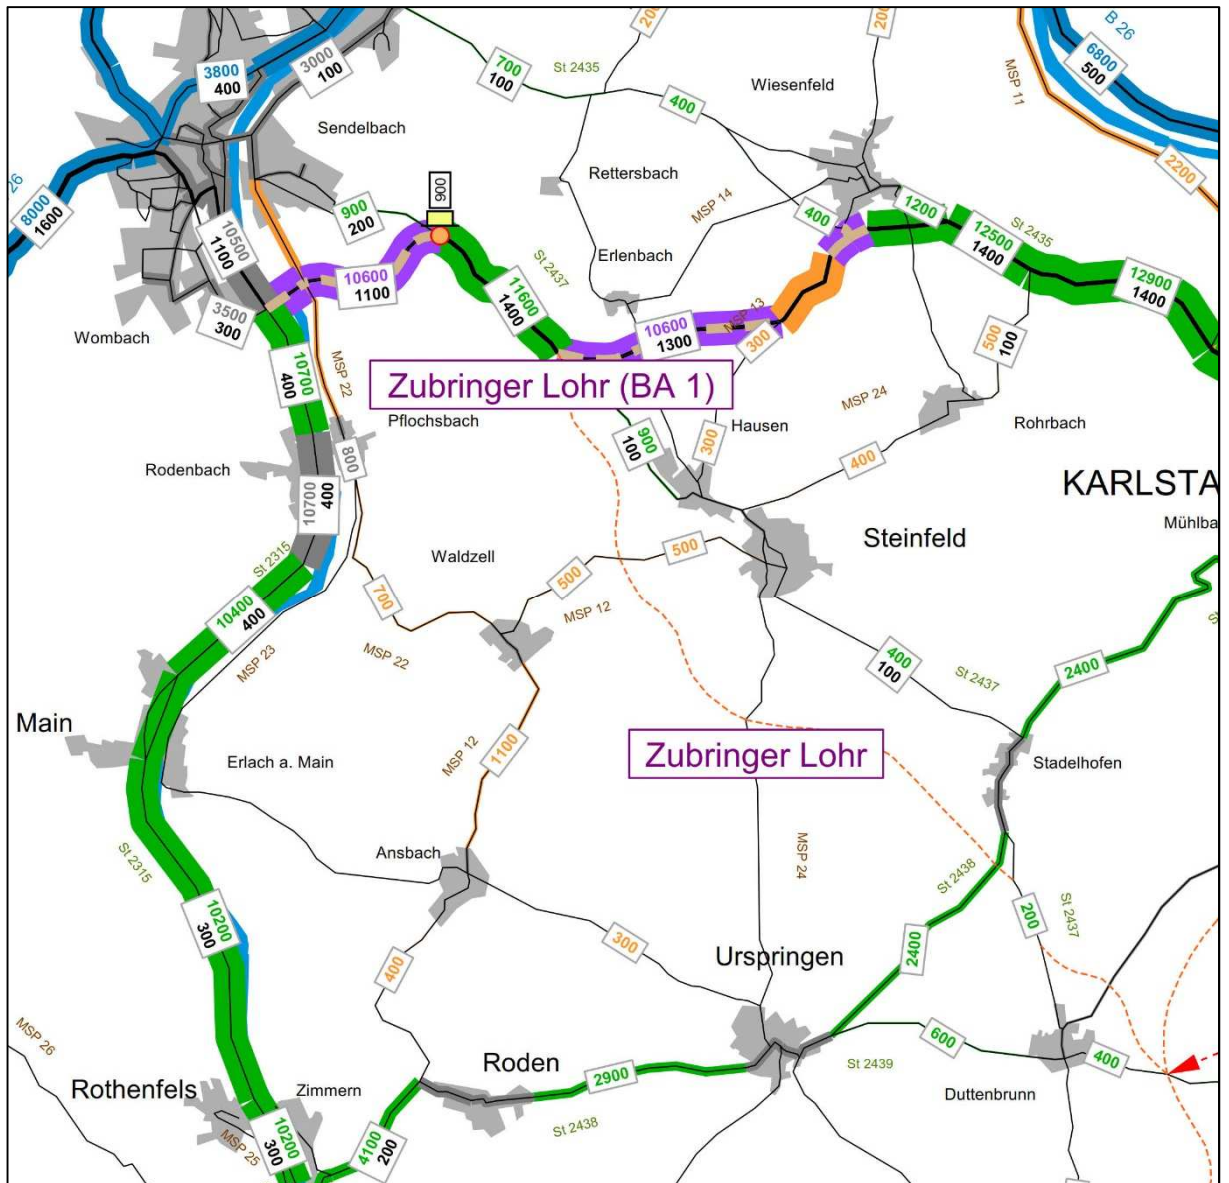 200
200
B 26
6800
500
MSP 11
2200
3800
400
3000
100
700
100
St 2435
400
Wiesenfeld
Sendelbach
Rettersbach
MSP 14
26
8000
1600
900
900
200
400
1200
St 2435
12500
1400
12900
1400
10500
1100
10600
1100
St 2437
Erlenbach
11600
1400
3500
300
Wombach
10600
1300
MSP 13
300
500
100
10700
400
MSP 22
Zubringer Lohr (BA 1)
MSP 24
Pflochsbach
900
100
300
Hausen
Rohrbach
Rodenbach
800
400
10700
400
KARLSTA
Mühlba
Steinfeld
St 2315
Waldzell
500
500
10400
400
700
MSP 12
MSP 22
MSP 23
400
100
St 2437
2400
Main
Erlach a. Main
MSP 12
1100
Zubringer Lohr
Stadelhofen
St 2315
Ansbach
MSP 24
St 2438
10200
300
400
300
2400
200
St 2437
Urspringen
MSP 26
600
400
Rothenfels
Zimmern
Roden
2900
St 2439
Duttenbrunn
MSP 25
10200
300
4100
200
St 2438